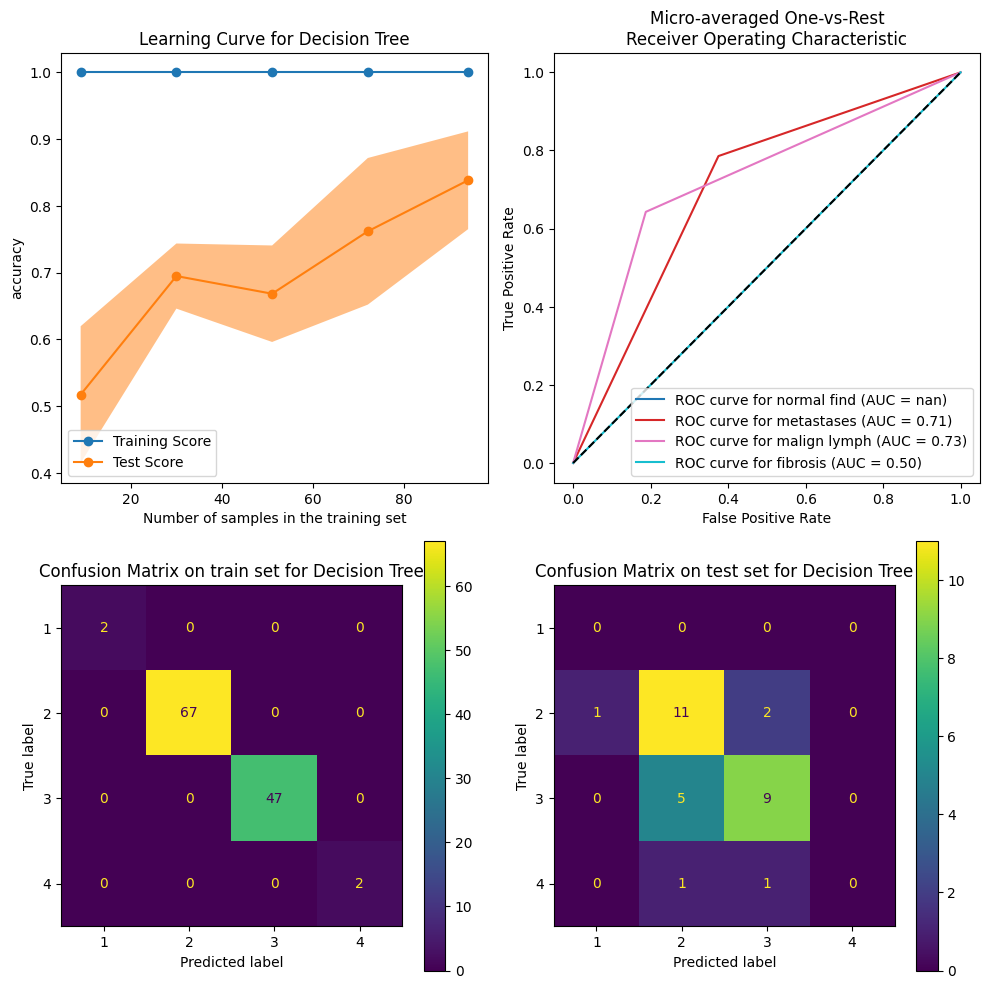 Learning Curve for Decision Tree
1.0
0.9
0.8
0.7
0.6
0.5
0.4
accuracy
Training Score
Test Score
20
40
60
80
Number of samples in the training set
Micro-averaged One-vs-Rest
Receiver Operating Characteristic
1.0
0.8
0.6
0.4
0.2
0.0
True Positive Rate
ROC curve for normal find (AUC = nan)
ROC curve for metastases (AUC = 0.71)
ROC curve for malign lymph (AUC = 0.73)
ROC curve for fibrosis (AUC = 0.50)
0.0
0.2
0.4
0.6
0.8
1.0
False Positive Rate
Confusion Matrix on train set for Decision Tree
True label
1 2 0 0 0
2 0 67 0 0
3 0 0 47 0
4 0 0 0 2
1 2 3 4
Predicted label
60
50
40
30
20
10
0
Confusion Matrix on test set for Decision Tree
True label
1 0 0 0 0
2 1 11 2 0
3 0 5 9 0
4 0 1 1 0
1 2 3 4
Predicted label
10
8
6
4
2
0